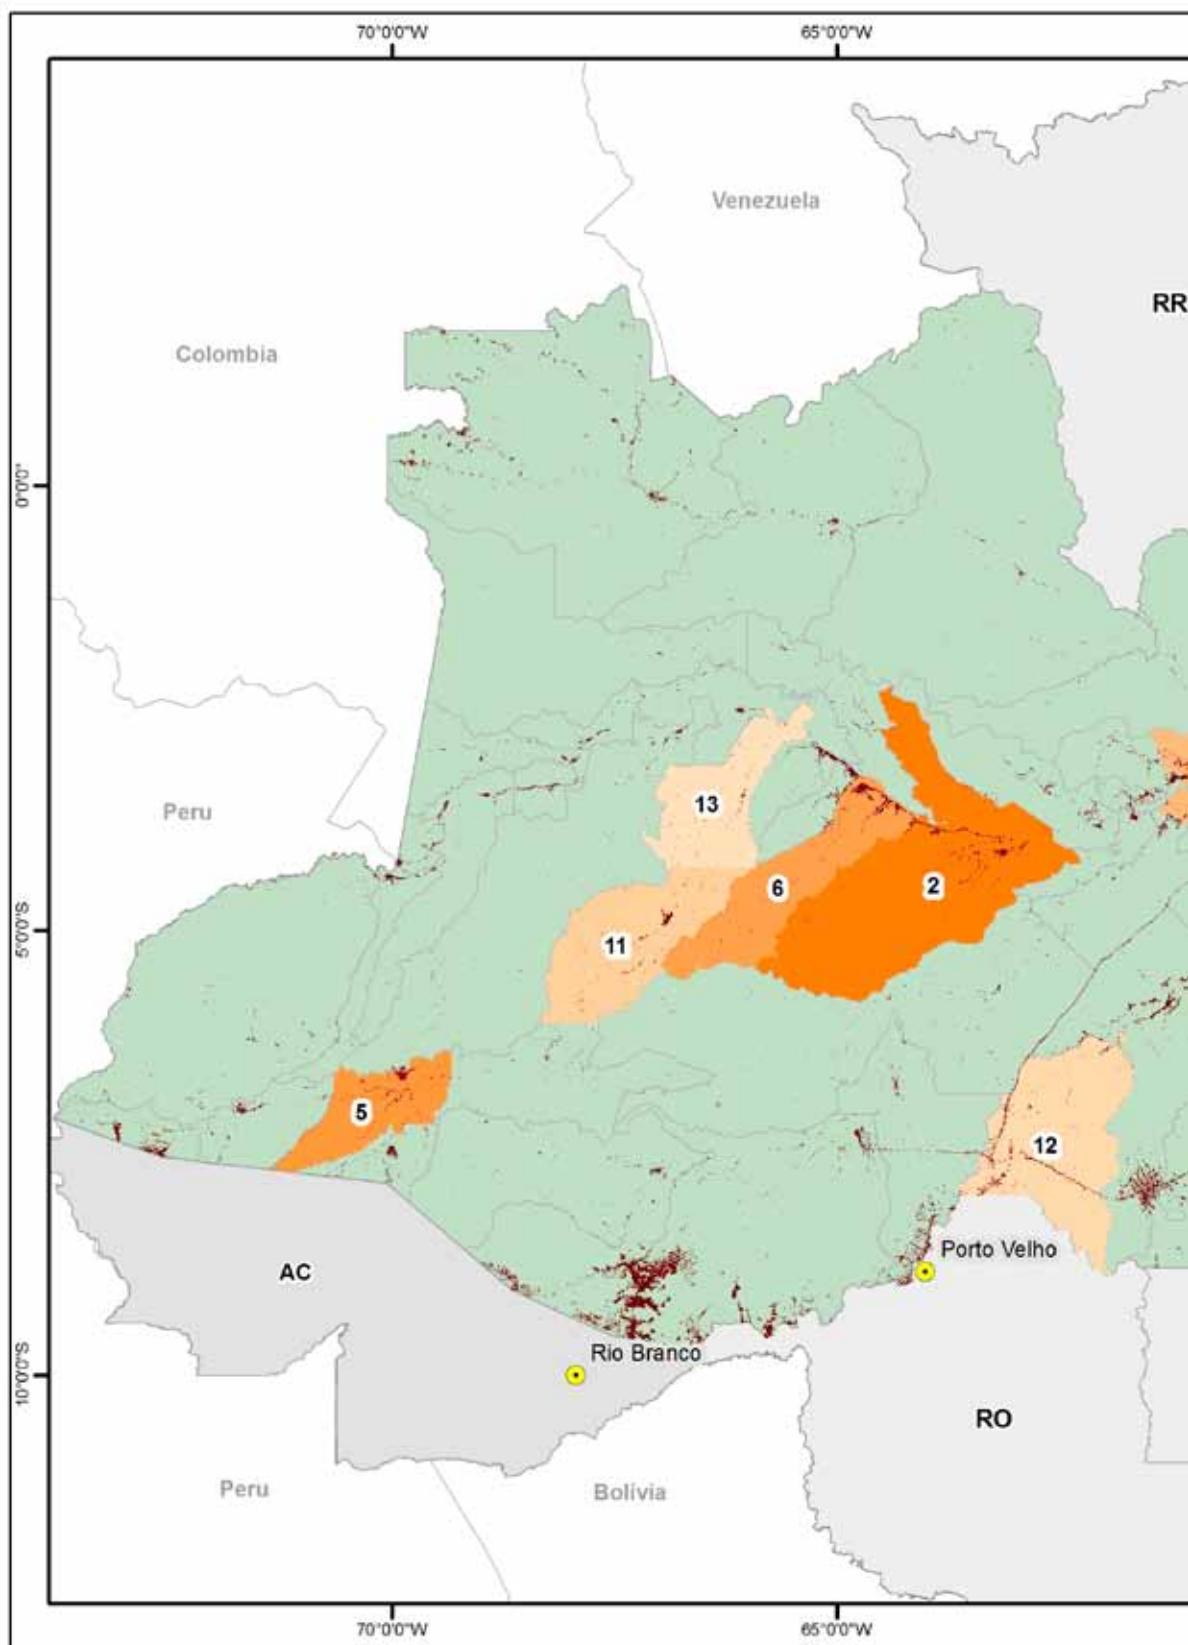 70°0'0"W
65°0'0"W
Venezuela
RR
Colombia
0°0'0"
13
Peru
6
2
11
5°0'0"S
5
12
Porto Velho
AC
Rio Branco
10°0'0"S
RO
Peru
Bolívia
70°0'0"W
65°0'0"W